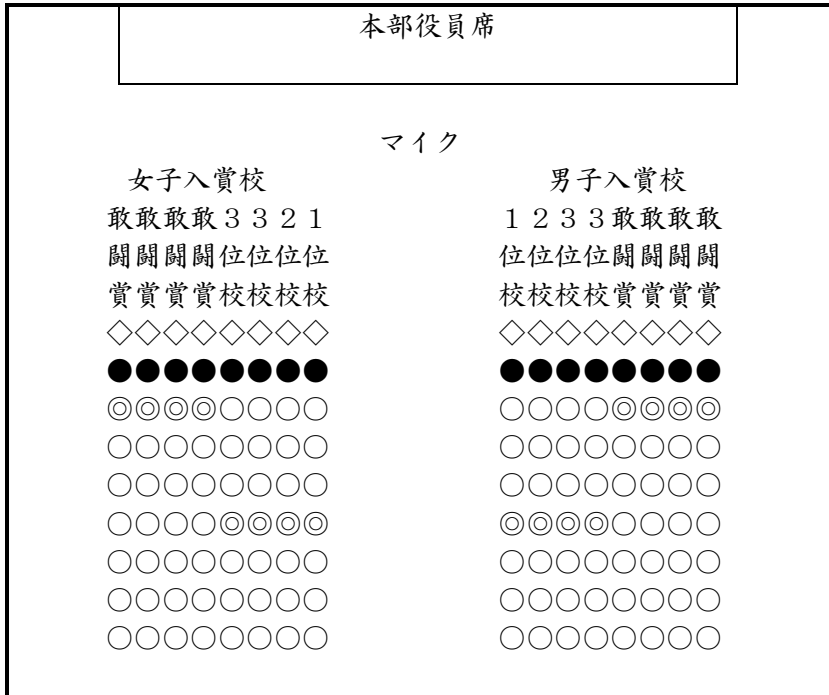 本部役員席
マイク
女子入賞校 男子入賞校
敢敢敢敢3321 1233敢敢敢敢
闘闘闘闘位位位位 位位位位闘闘闘闘
賞賞賞賞校校校校 校校校校賞賞賞賞
◇◇◇◇◇◇◇◇ ◇◇◇◇◇◇◇◇
●●●●●●●● ●●●●●●●●
◎◎◎◎○○○○ ○○○○◎◎◎◎
○○○○○○○○ ○○○○○○○○
○○○○○○○○ ○○○○○○○○
○○○○◎◎◎◎ ◎◎◎◎○○○○
○○○○○○○○ ○○○○○○○○
○○○○○○○○ ○○○○○○○○
○○○○○○○○ ○○○○○○○○